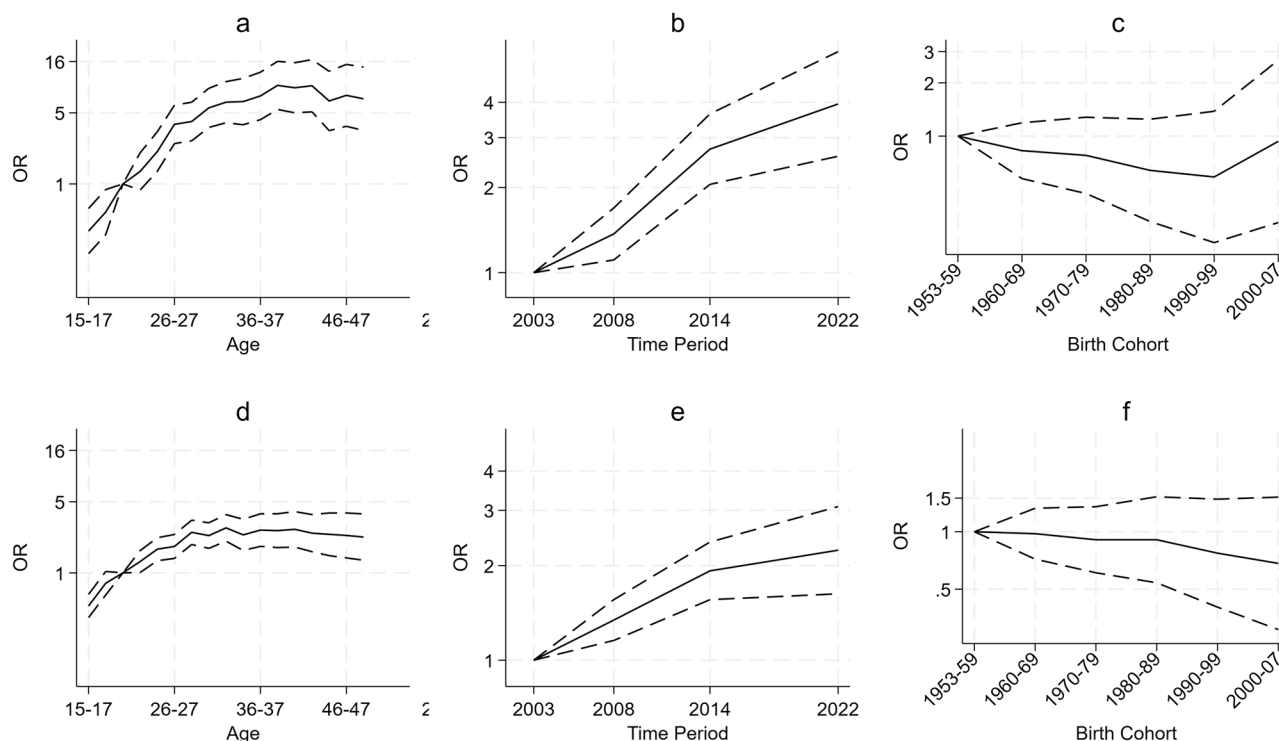 a
16
5
1
OR
15-17 26-27 36-37 46-47 2
Age
b
4
3
2
1
OR
2003 2008 2014 2022
Time Period
c
3
2
1
OR
1953-59 1960-69 1970-79 1980-89 1990-99 2000-07
Birth Cohort
d
16
5
1
OR
15-17 26-27 36-37 46-47 2
Age
e
4
3
2
1
OR
2003 2008 2014 2022
Time Period
f
1.5
1
.5
OR
1953-59 1960-69 1970-79 1980-89 1990-99 2000-07
Birth Cohort